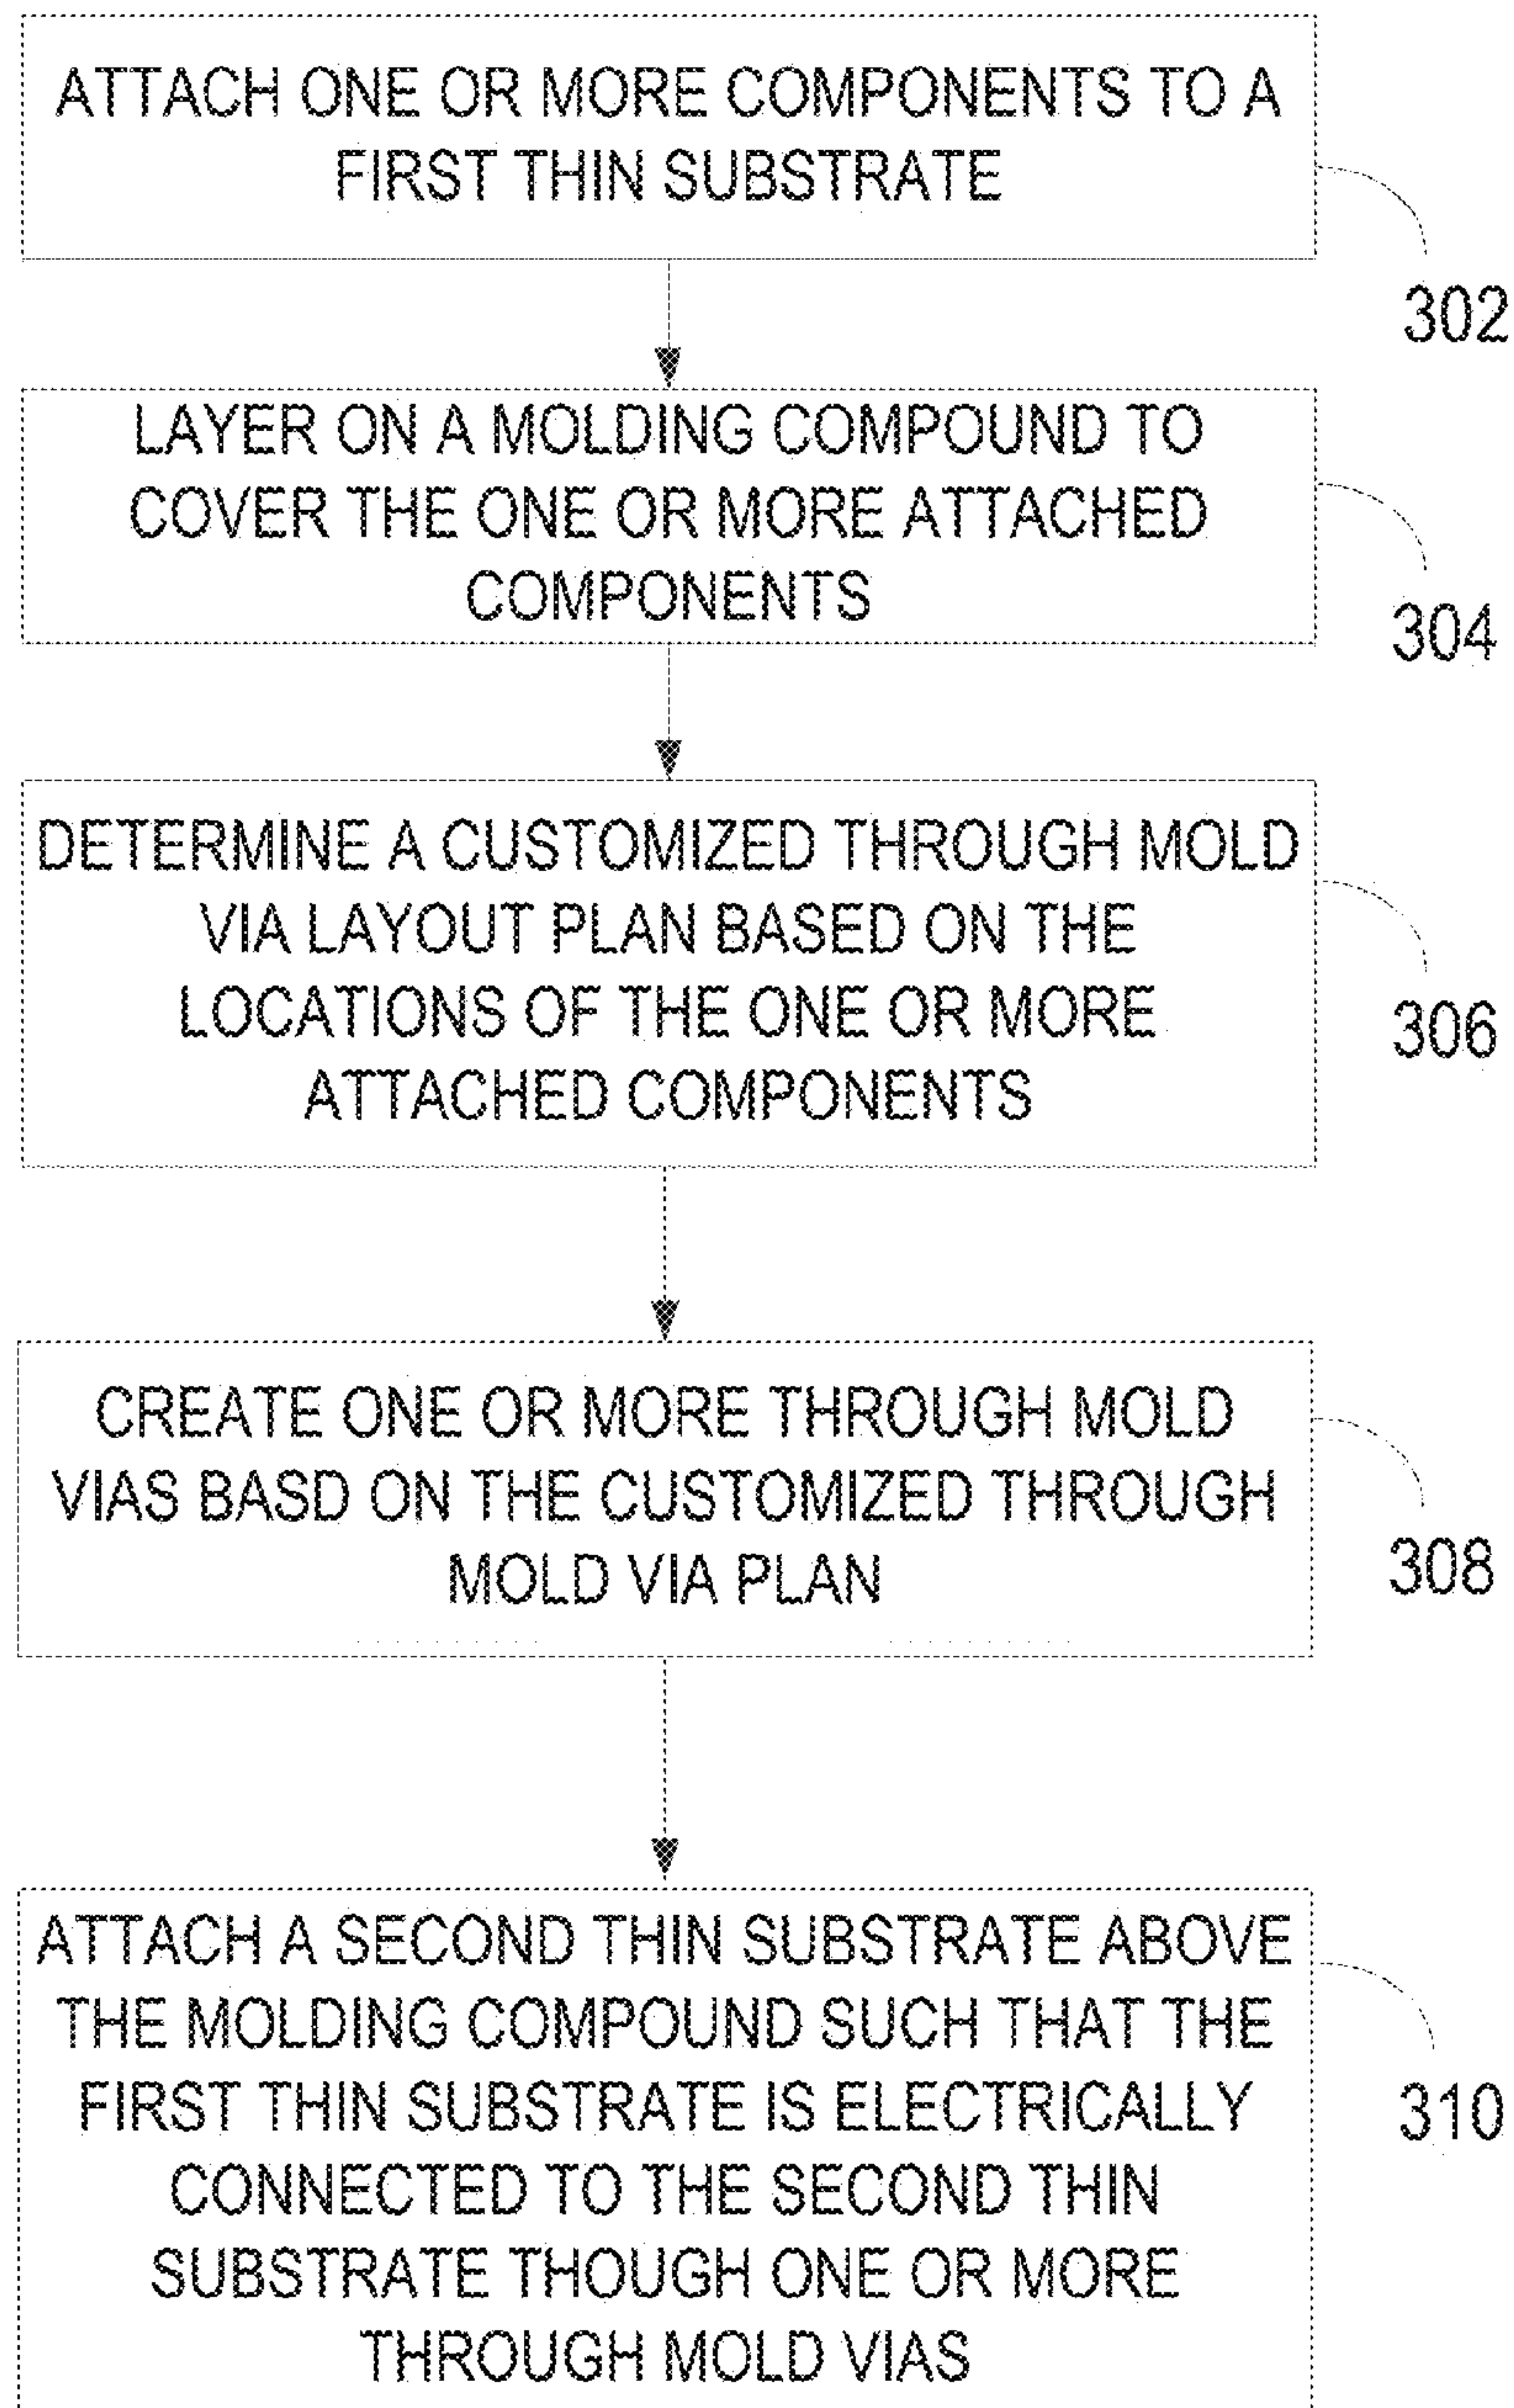 ATTACH ONE OR MORE COMPONENTS TO A
FIRST THIN SUBSTRATE
302
LAYER ON A MOLDING COMPOUND TO
COVER THE ONE OR MORE ATTACHED
COMPONENTS
304
DETERMINE A CUSTOMIZED THROUGH MOLD
VIA LAYOUT PLAN BASED ON THE
LOCATIONS OF THE ONE OR MORE
ATTACHED COMPONENTS
306
CREATE ONE OR MORE THROUGH MOLD
VIAS BASD ON THE CUSTOMIZED THROUGH
MOLD VIA PLAN
308
ATTACH A SECOND THIN SUBSTRATE ABOVE
THE MOLDING COMPOUND SUCH THAT THE
FIRST THIN SUBSTRATE IS ELECTRICALLY
CONNECTED TO THE SECOND THIN
SUBSTRATE THOUGH ONE OR MORE
THROUGH MOLD VIAS
310